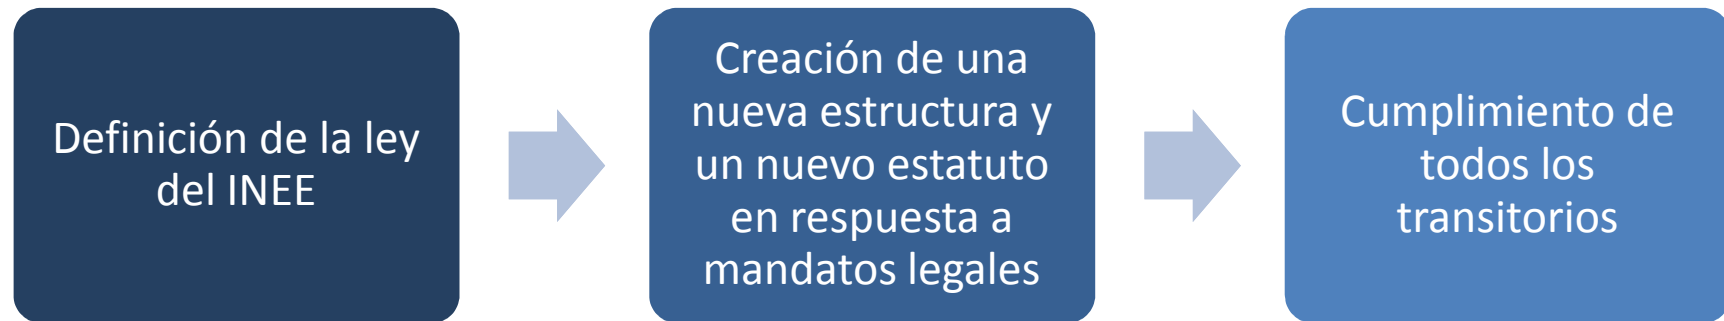 Definición de la ley
del INEE
Creación de una
nueva estructura y
un nuevo estatuto
en respuesta a
mandatos legales
Cumplimiento de
todos los
transitorios